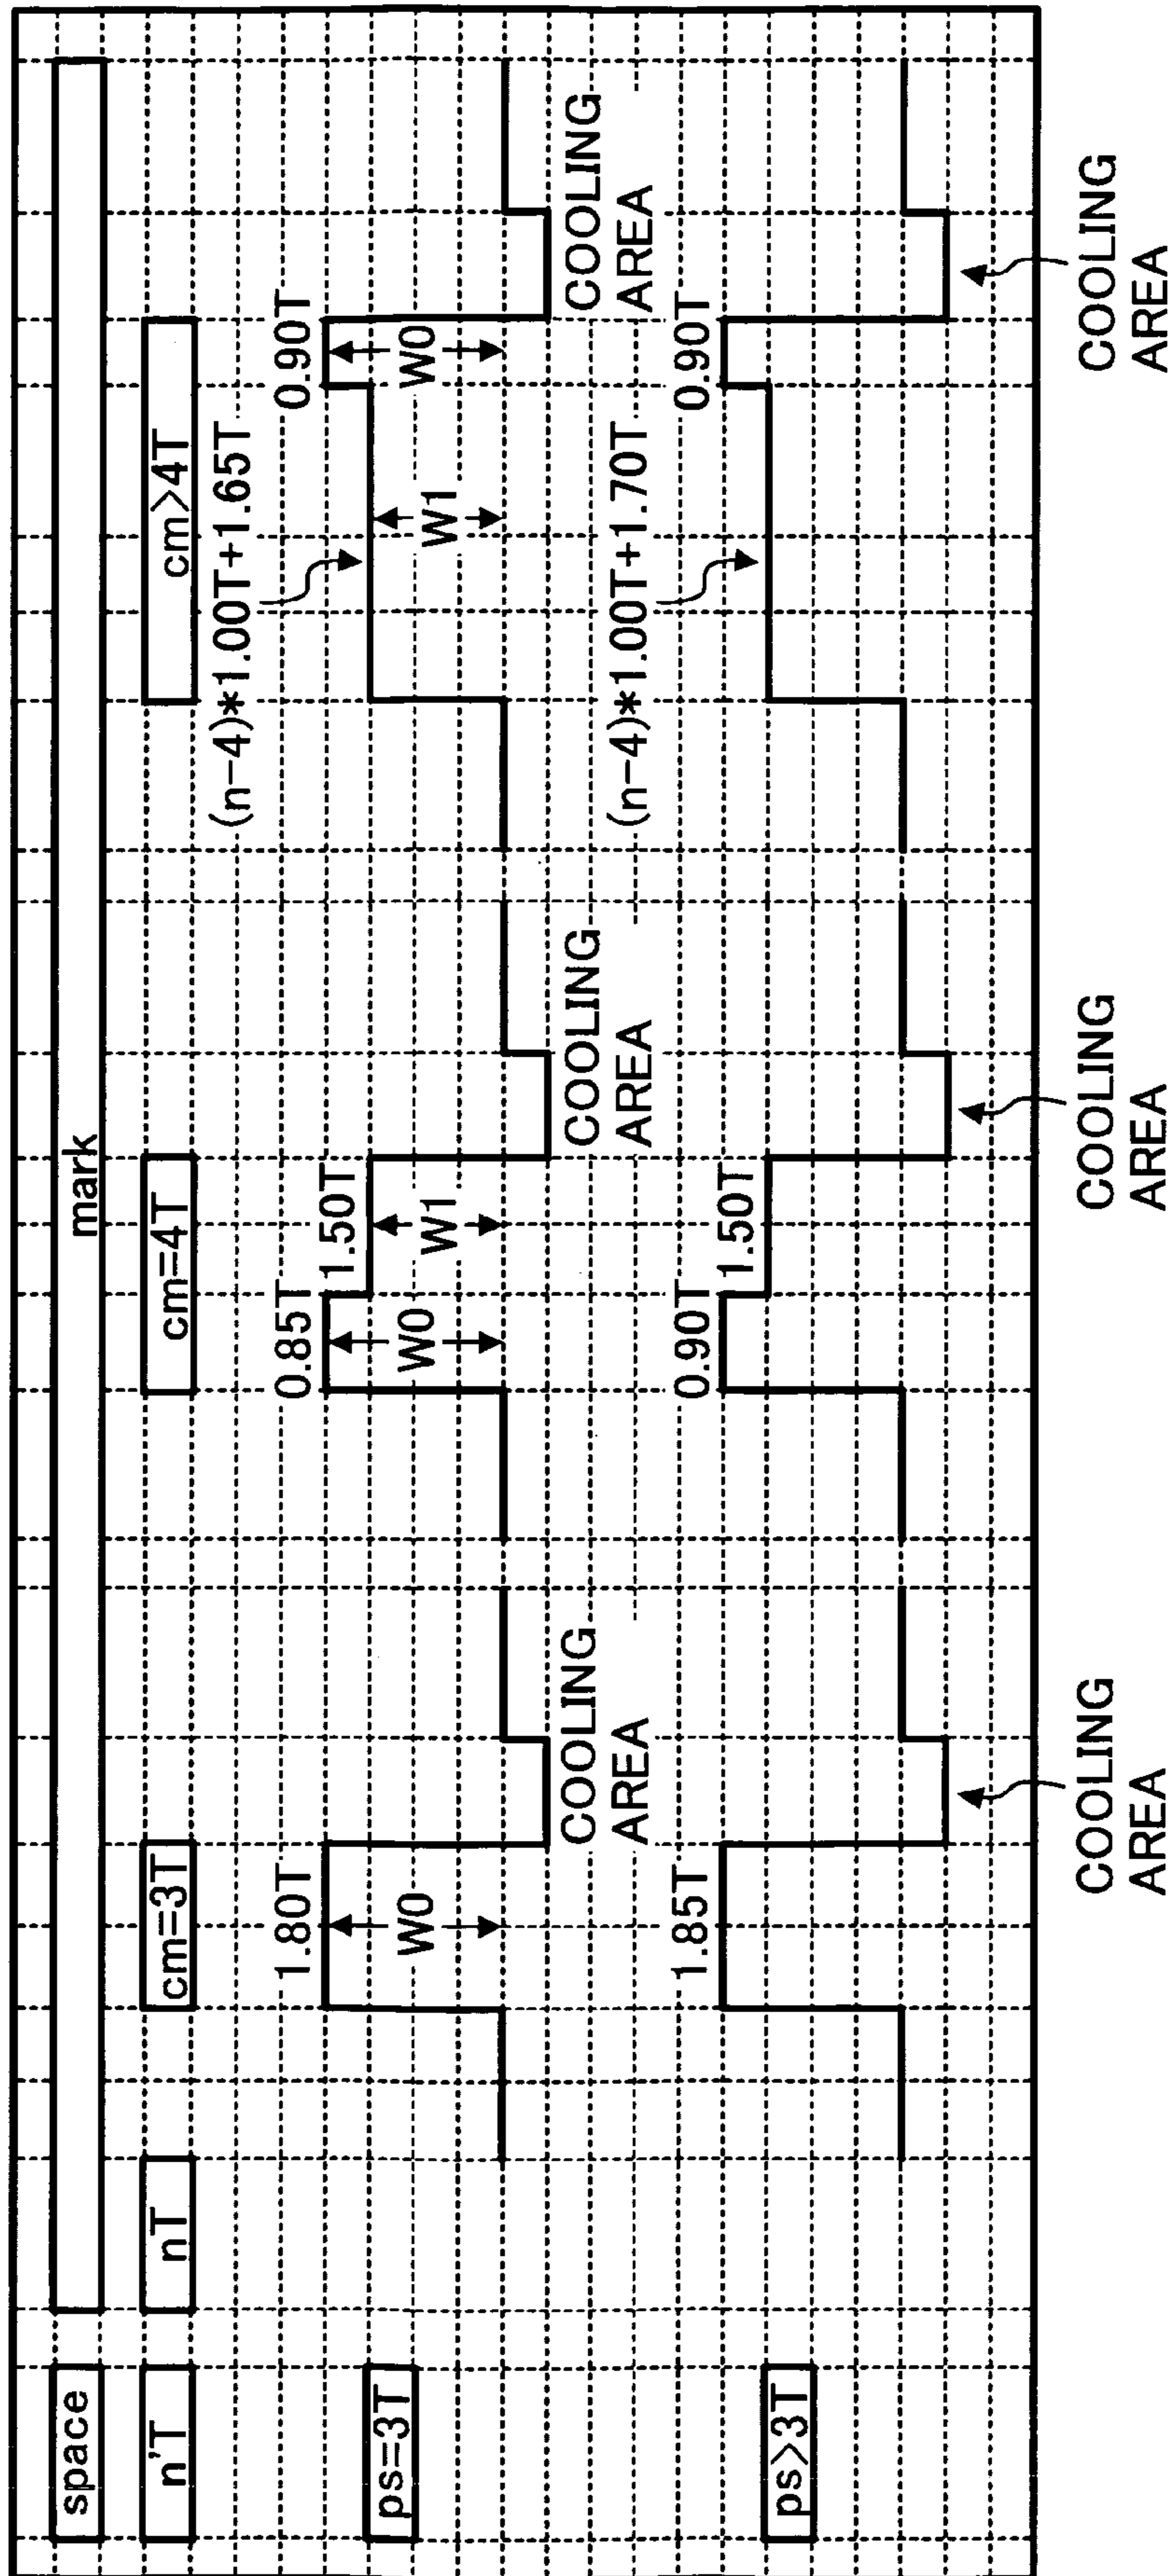 space
mark
n'T
nT
cm=3T
cm=4T
cm>4T
ps=3T
1.80T
W0
COOLING
AREA
0.85T
1.50T
W0
W1
COOLING
AREA
(n-4)*1.00T+1.65T
0.90T
W1
W0
COOLING
AREA
ps>3T
1.85T
0.90T
1.50T
(n-4)*1.00T+1.70T
0.90T
COOLING
AREA
COOLING
AREA
COOLING
AREA